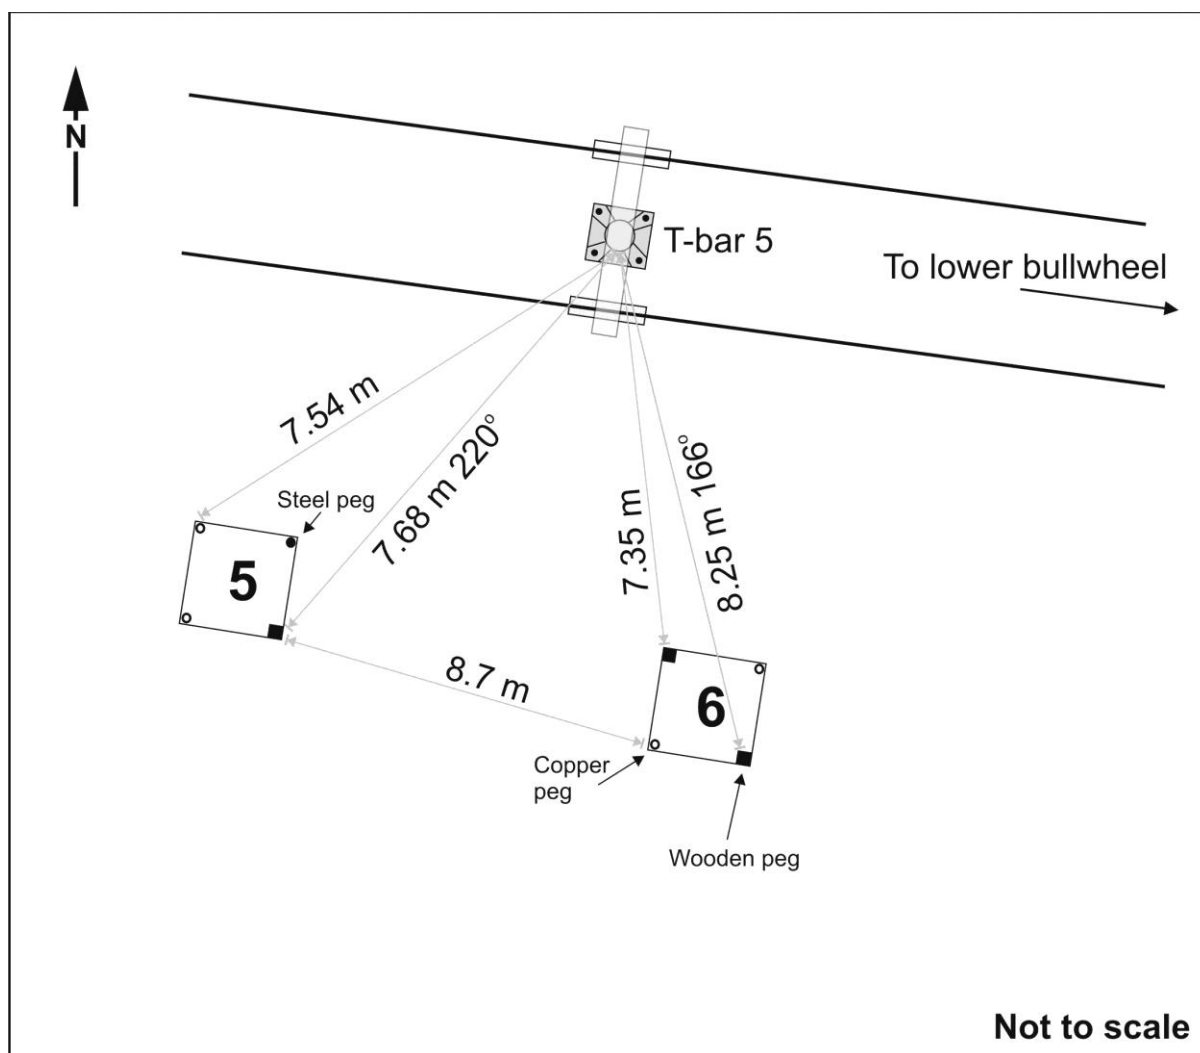 N
T-bar 5
To lower bullwheel
7.54 m
7.68 m 220°
7.35 m
8.25 m 166°
Steel peg
5
8.7 m
6
Copper
peg
Wooden peg
Not to scale